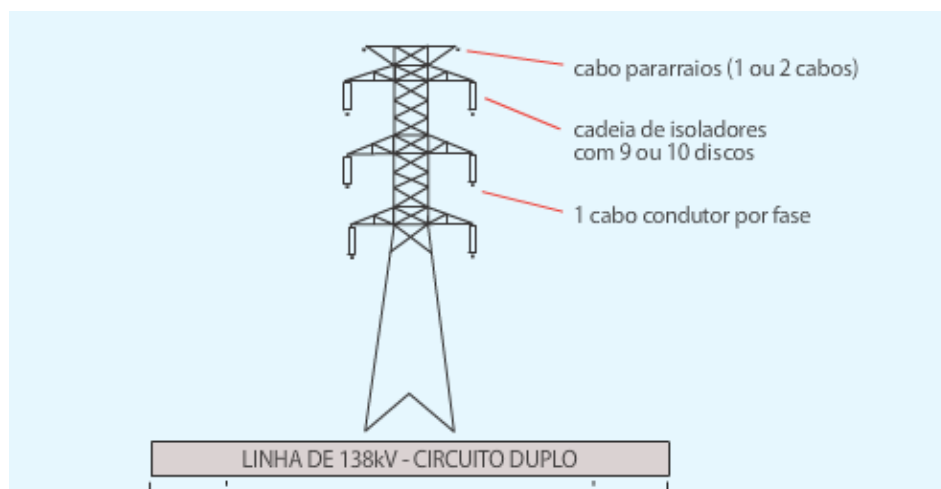 cabo pararraios (1 ou 2 cabos)
cadeia de isoladores
com 9 ou 10 discos
1 cabo condutor por fase
LINHA DE 138kV - CIRCUITO DUPLO